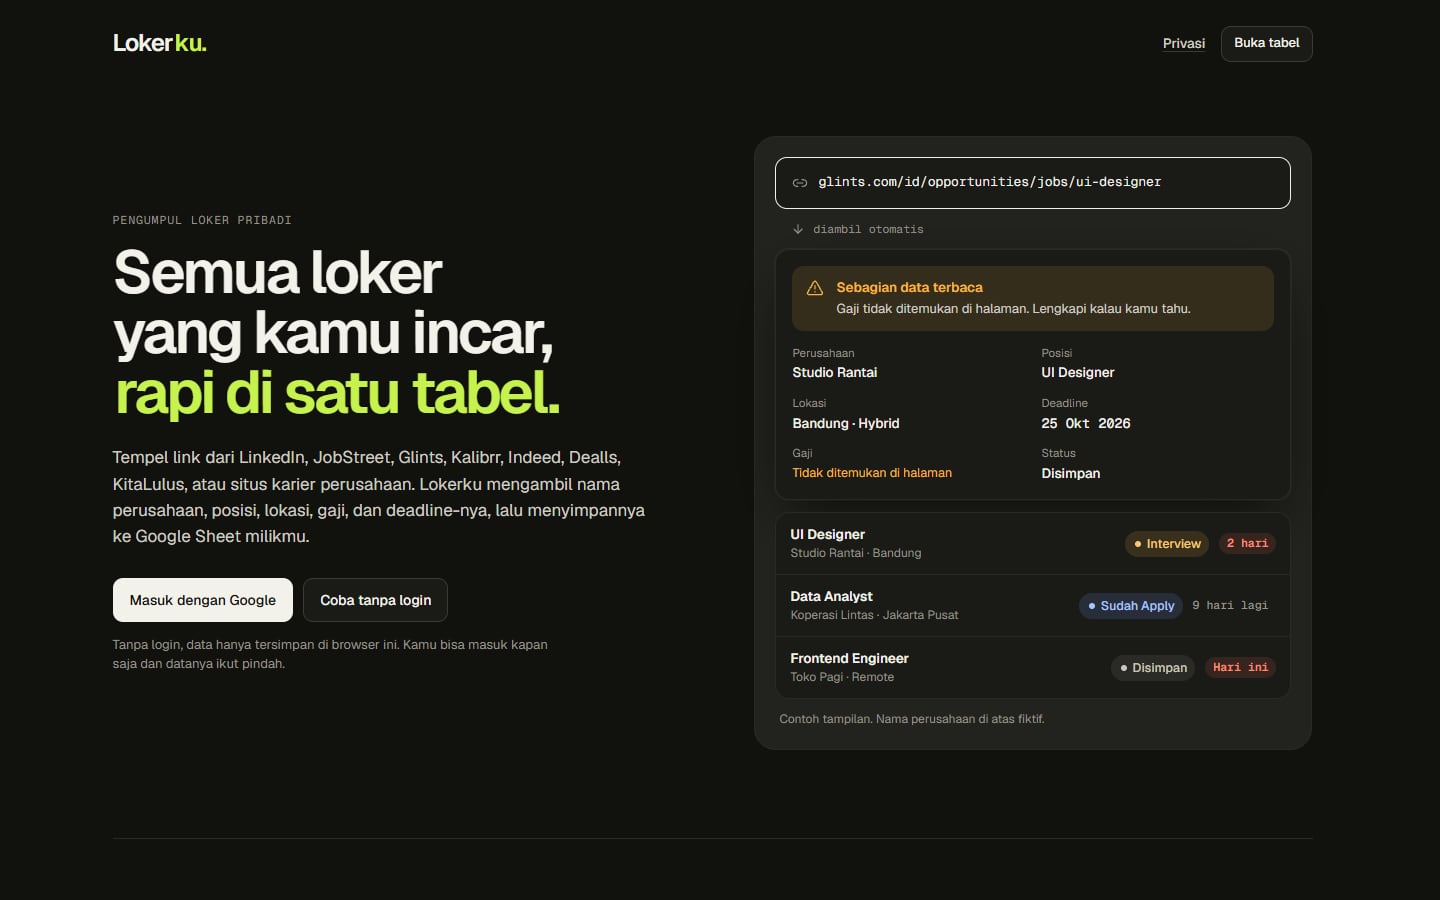 Lokerku.
Privasi
Buka tabel
PENGUMPUL LOKER PRIBADI
Semua loker
yang kamu incar,
rapi di satu tabel.
Tempel link dari LinkedIn, JobStreet, Glints, Kalibrr, Indeed, Dealls,
KitaLulus, atau situs karier perusahaan. Lokerku mengambil nama
perusahaan, posisi, lokasi, gaji, dan deadline-nya, lalu menyimpannya
ke Google Sheet milikmu.
Masuk dengan Google
Coba tanpa login
Tanpa login, data hanya tersimpan di browser ini. Kamu bisa masuk kapan
saja dan datanya ikut pindah.
glints.com/id/opportunities/jobs/ui-designer
↓ diambil otomatis
Sebagian data terbaca
Gaji tidak ditemukan di halaman. Lengkapi kalau kamu tahu.
Perusahaan
Studio Rantai
Posisi
UI Designer
Lokasi
Bandung · Hybrid
Deadline
25 Okt 2026
Gaji
Tidak ditemukan di halaman
Status
Disimpan
UI Designer
Studio Rantai · Bandung
Interview
2 hari
Data Analyst
Koperasi Lintas · Jakarta Pusat
Sudah Apply
9 hari lagi
Frontend Engineer
Toko Pagi · Remote
Disimpan
Hari ini
Contoh tampilan. Nama perusahaan di atas fiktif.